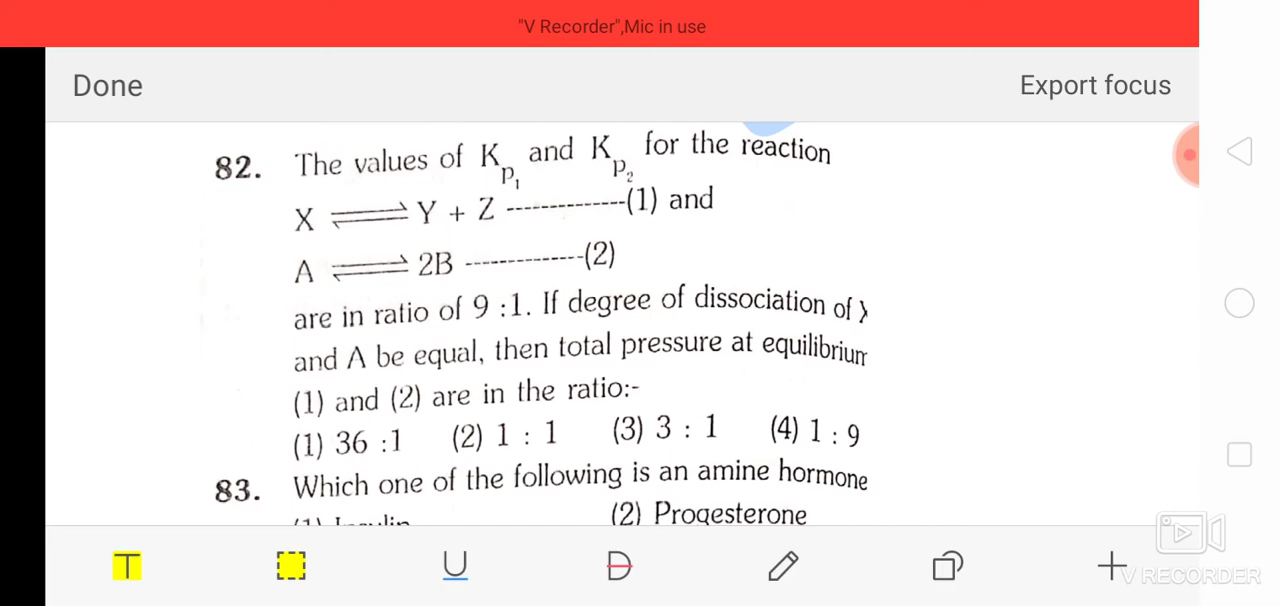 "V Recorder",Mic in use
Done Export focus
82. The values of K_p₁ and K_p₂ for the reaction
X ⇌ Y + Z --------------(1) and
A ⇌ 2B --------------(2)
are in ratio of 9 :1. If degree of dissociation of
and A be equal, then total pressure at equilibrium
(1) and (2) are in the ratio:-
(1) 36 :1 (2) 1 : 1 (3) 3 : 1 (4) 1 : 9
83. Which one of the following is an amine hormone
(2) Progesterone
T U D
V RECORDER